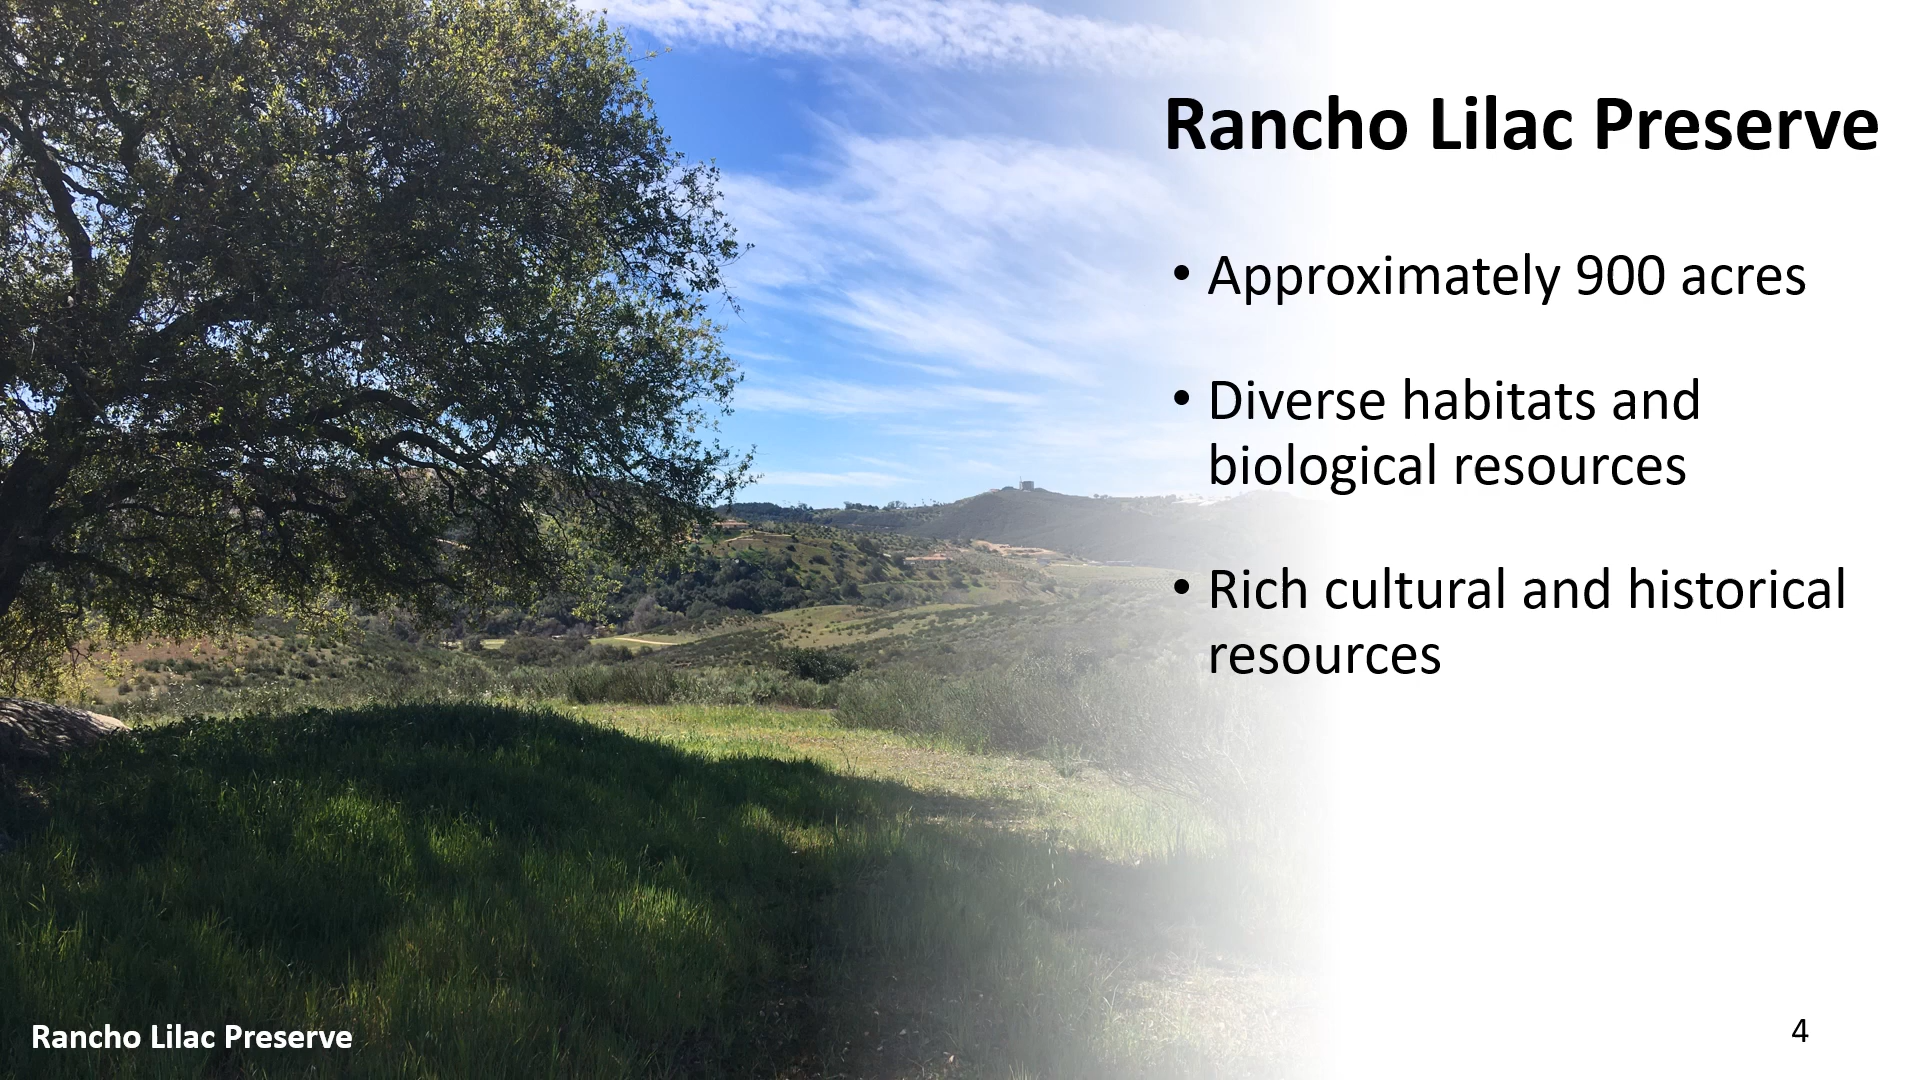 Rancho Lilac Preserve
• Approximately 900 acres
• Diverse habitats and
biological resources
• Rich cultural and historical
resources
Rancho Lilac Preserve
4